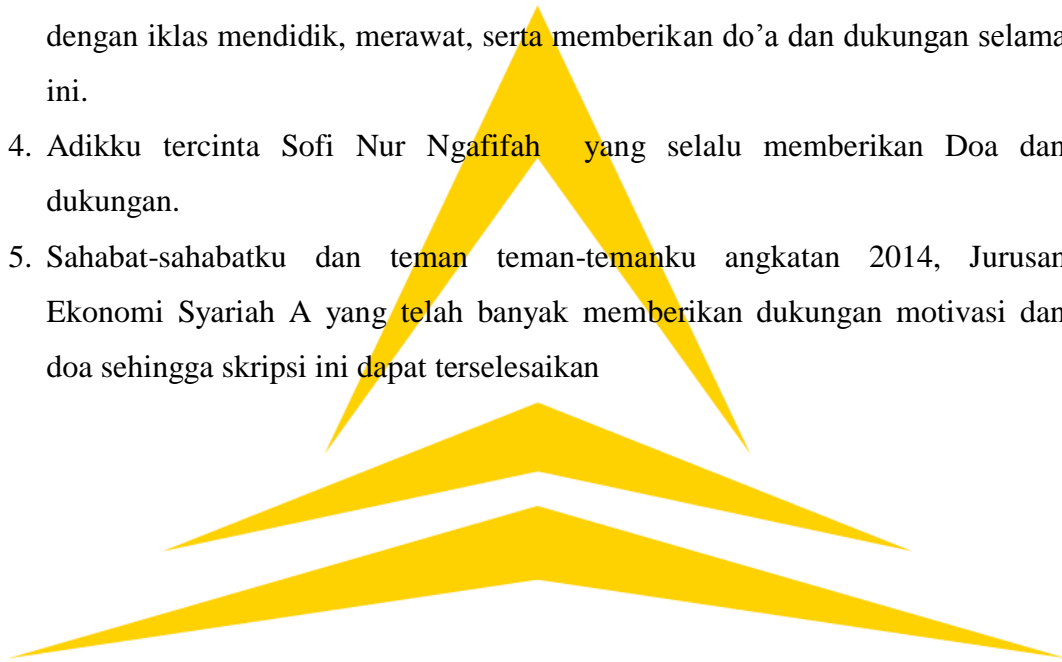 dengan iklas mendidik, merawat, serta memberikan do’a dan dukungan selama
ini.
4. Adikku tercinta Sofi Nur Ngafifah yang selalu memberikan Doa dan
dukungan.
5. Sahabat-sahabatku dan teman teman-temanku angkatan 2014, Jurusan
Ekonomi Syariah A yang telah banyak memberikan dukungan motivasi dan
doa sehingga skripsi ini dapat terselesaikan